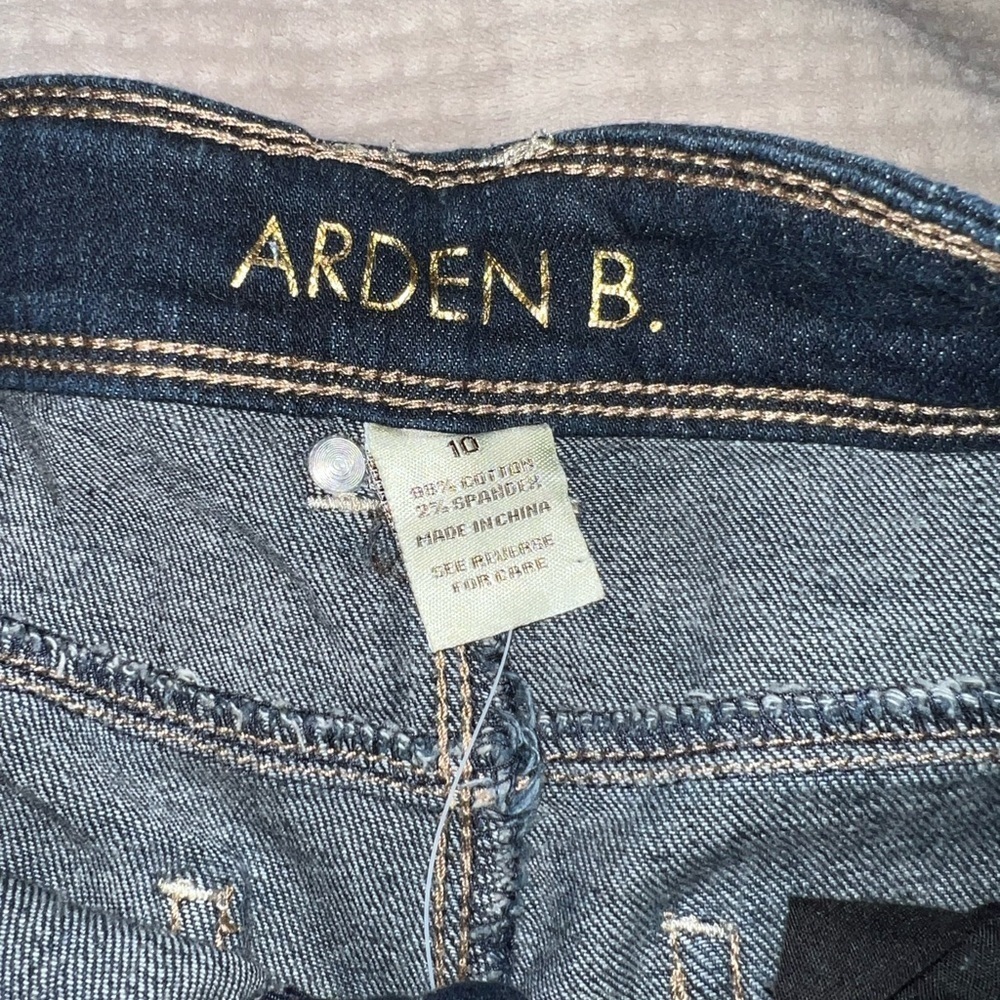 ARDEN B.
10
98% COTTON
2% SPANDEX
MADE IN CHINA
SEE REVERSE
FOR CARE